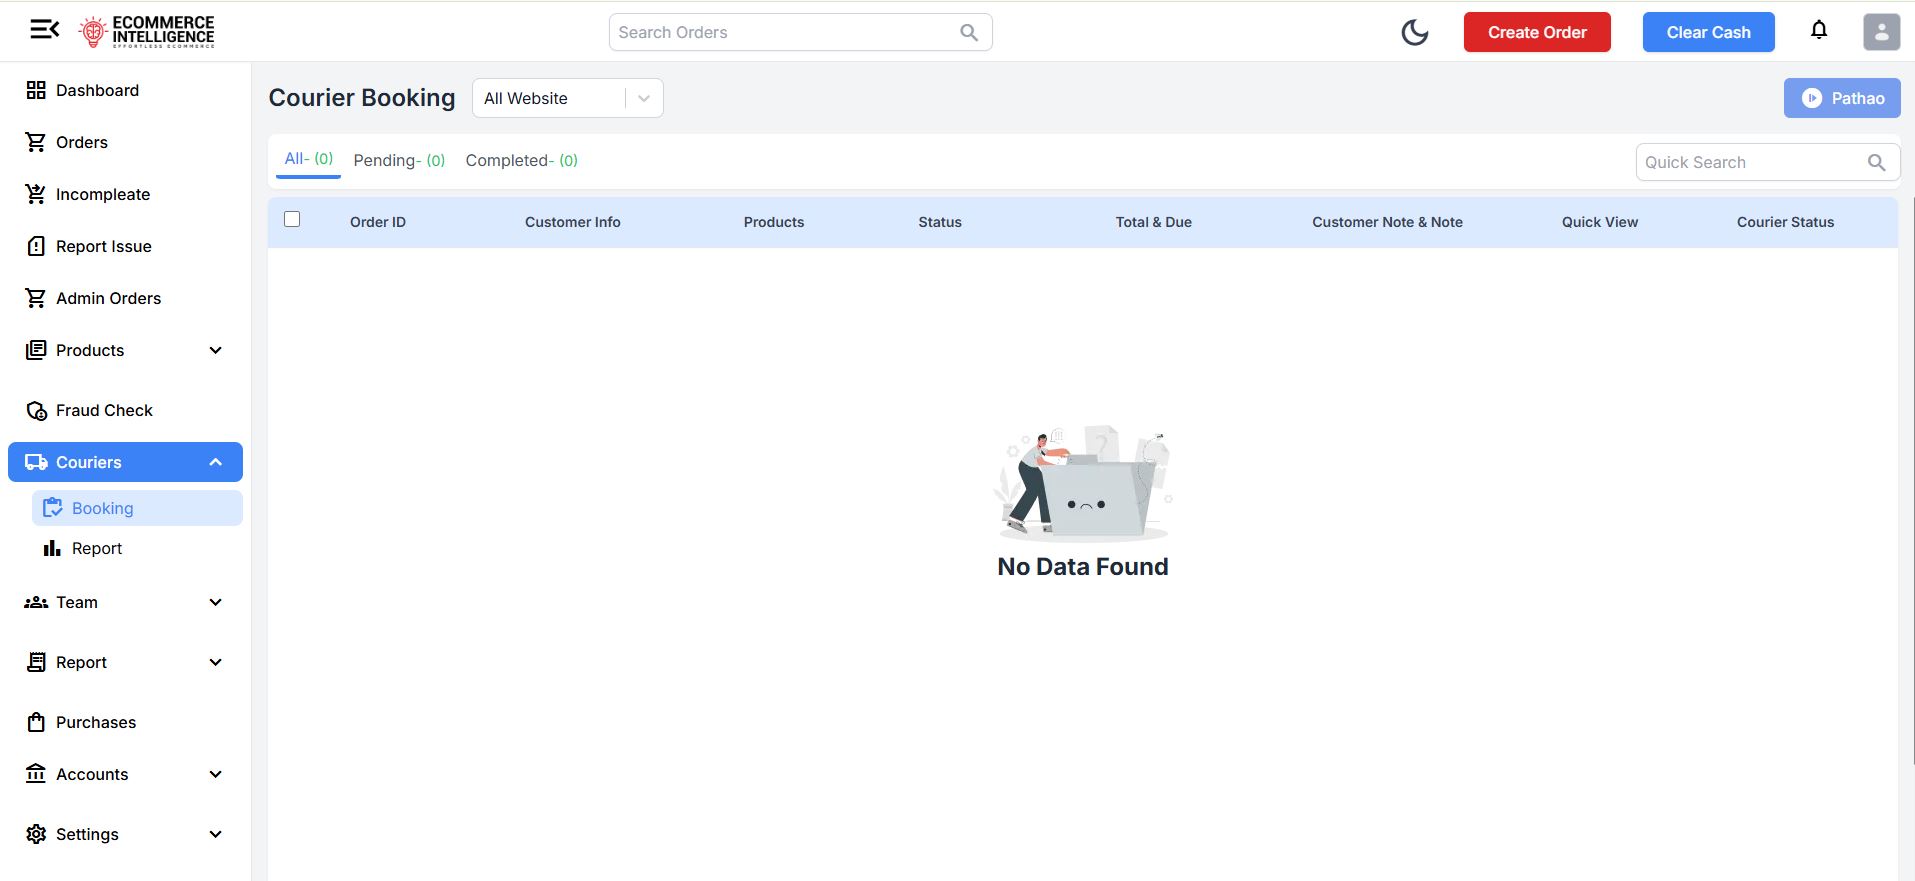 ECOMMERCE
INTELLIGENCE
EFFORTLESS ECOMMERCE
Search Orders
Create Order
Clear Cash
Dashboard
Orders
Incompleate
Report Issue
Admin Orders
Products
Fraud Check
Couriers
Booking
Report
Team
Report
Purchases
Accounts
Settings
Courier Booking
All Website
Pathao
All- (0) Pending- (0) Completed- (0)
Quick Search
Order ID Customer Info Products Status Total & Due Customer Note & Note Quick View Courier Status
?
No Data Found